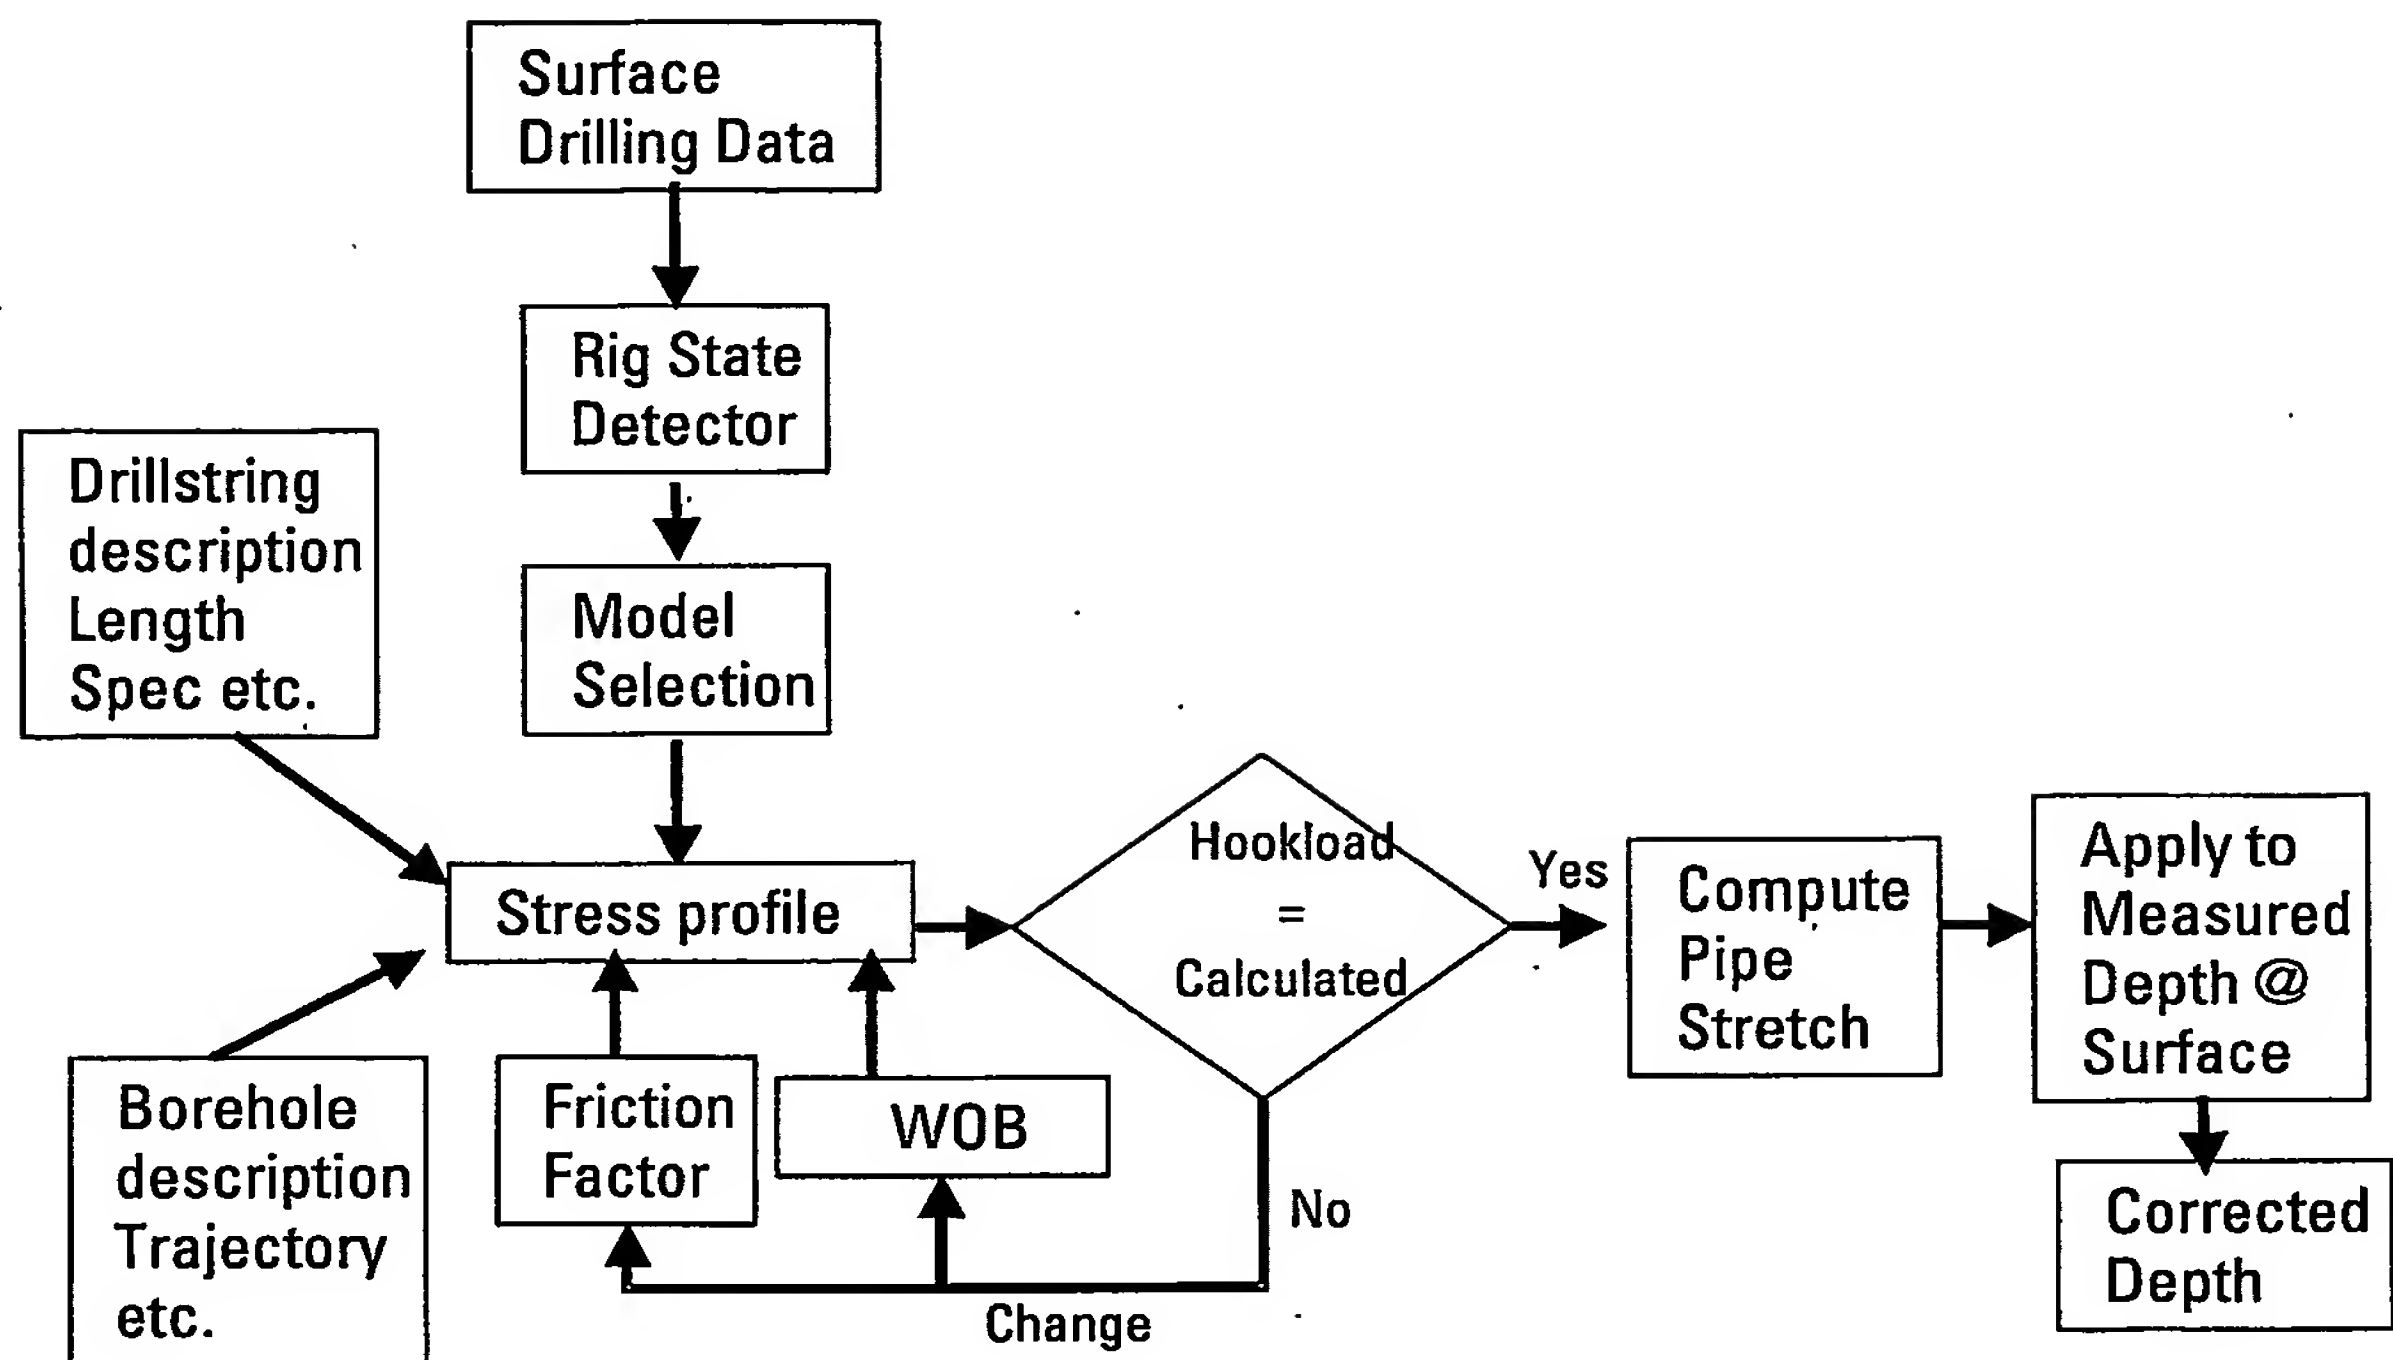 Surface
Drilling Data
Rig State
Detector
Drillstring
description
Length
Spec etc.
Model
Selection
Stress profile
Hookload
=
Calculated
Yes
Compute
Pipe
Stretch
Apply to
Measured
Depth @
Surface
Borehole
description
Trajectory
etc.
Friction
Factor
WOB
No
Change
Corrected
Depth